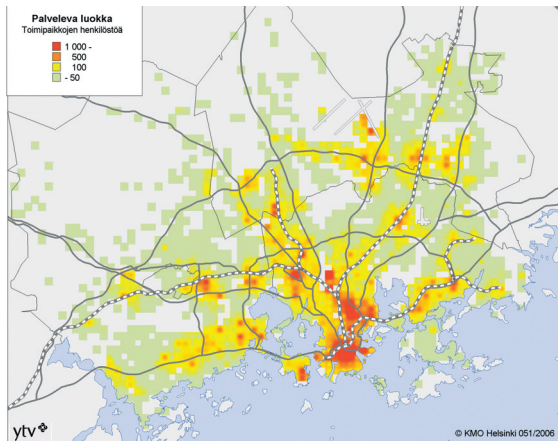 Palveleva luokka
Toimipaikkojen henkilöstöä
1 000 -
500
100
- 50
ytv
© KMO Helsinki 051/2006